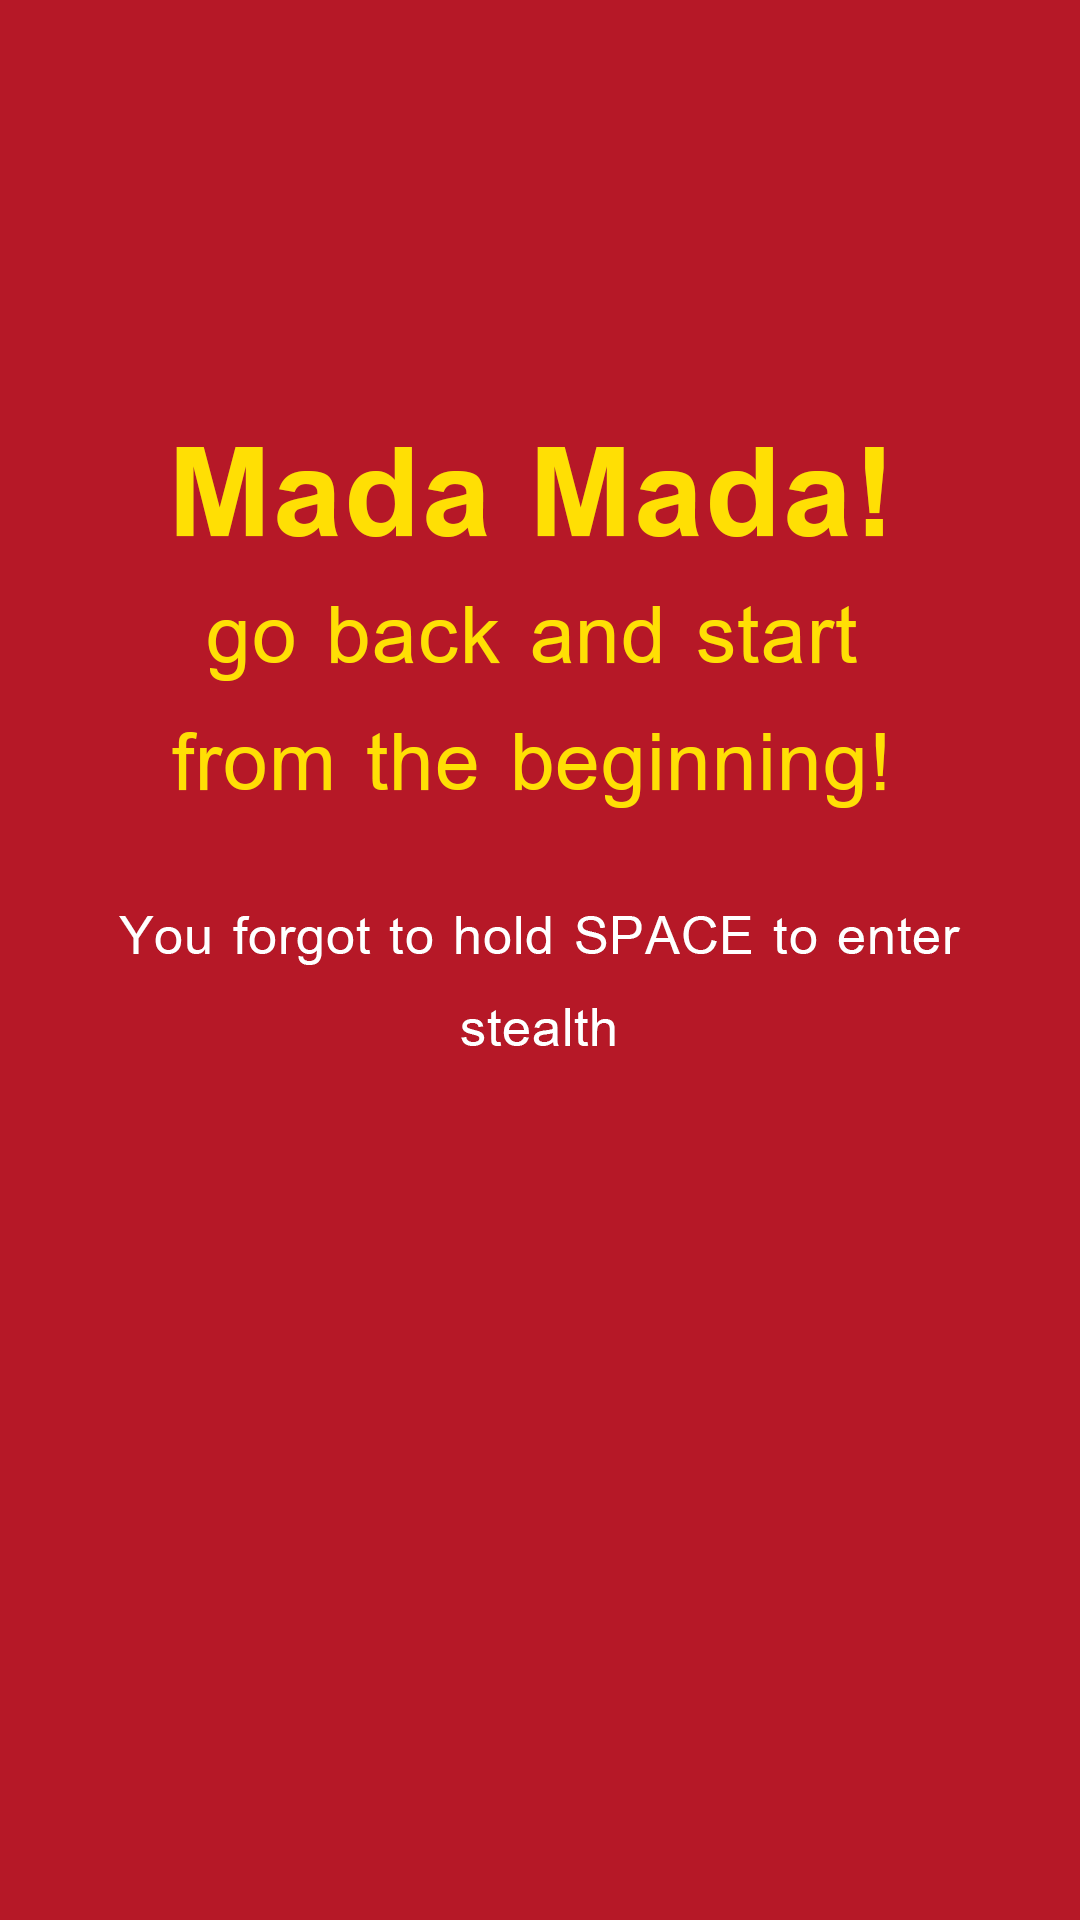 Mada Mada!
go back and start
from the beginning!
You forgot to hold SPACE to enter
stealth